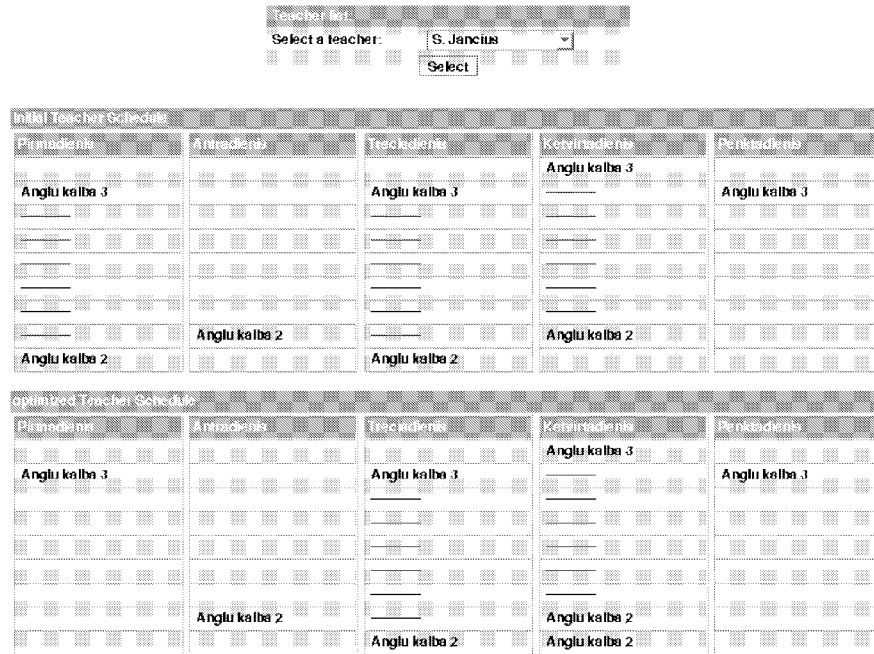 Teacher list
Select a teacher: S. Jancius
Select
Initial Teacher Schedule
Pirmadienis Antradienis Treciadienis Ketvirtadienis Penktadienis
Anglu kalba 3
Anglu kalba 3 Anglu kalba 3 Anglu kalba 3
Anglu kalba 2 Anglu kalba 2
Anglu kalba 2 Anglu kalba 2
optimized Teacher Schedule
Pirmadienis Antradienis Treciadienis Ketvirtadienis Penktadienis
Anglu kalba 3
Anglu kalba 3 Anglu kalba 3 Anglu kalba 3
Anglu kalba 2 Anglu kalba 2
Anglu kalba 2 Anglu kalba 2